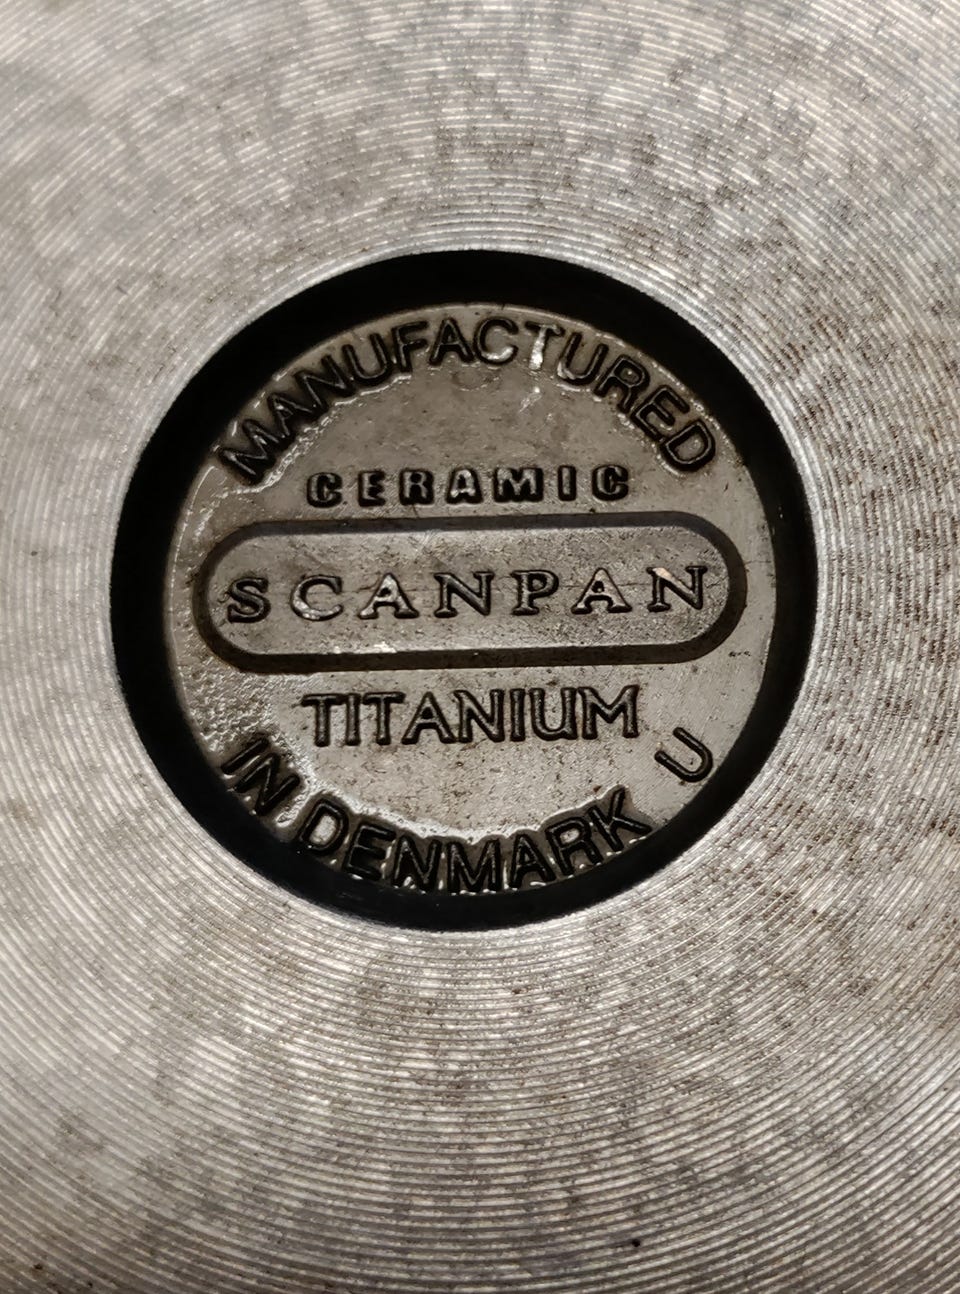 MANUFACTURED
CERAMIC
SCANPAN
TITANIUM
IN DENMARK U